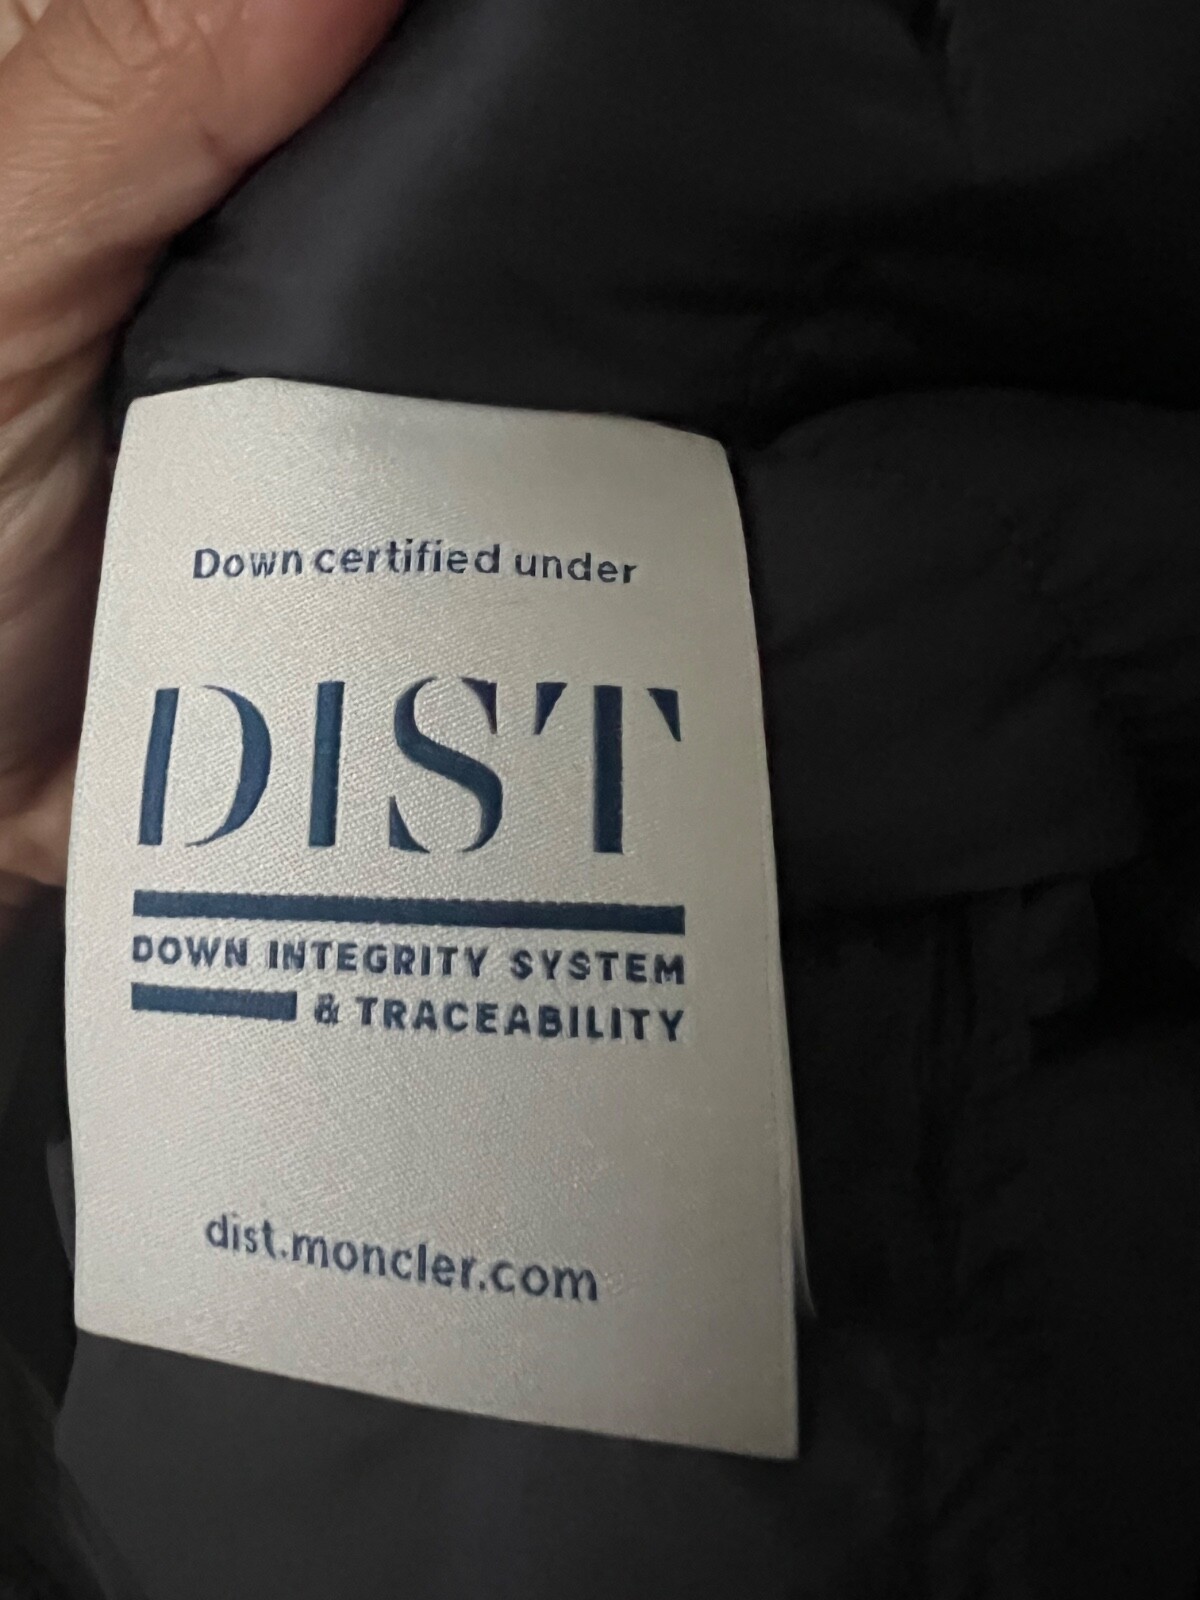 Down certified under
DIST
DOWN INTEGRITY SYSTEM
& TRACEABILITY
dist.moncler.com